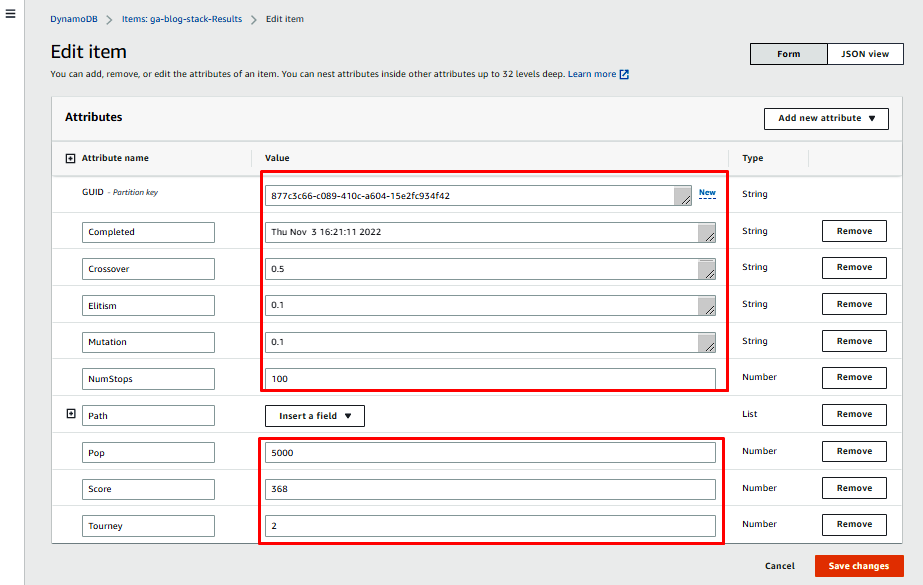 DynamoDB > Items: ga-blog-stack-Results > Edit item
Edit item
Form JSON view
You can add, remove, or edit the attributes of an item. You can nest attributes inside other attributes up to 32 levels deep. Learn more
Attributes
Add new attribute
Attribute name Value Type
GUID - Partition key 877c3c66-c089-410c-a604-15e2fc934f42 New String
Completed Thu Nov 3 16:21:11 2022 String Remove
Crossover 0.5 String Remove
Elitism 0.1 String Remove
Mutation 0.1 String Remove
NumStops 100 Number Remove
Path Insert a field List Remove
Pop 5000 Number Remove
Score 368 Number Remove
Tourney 2 Number Remove
Cancel Save changes